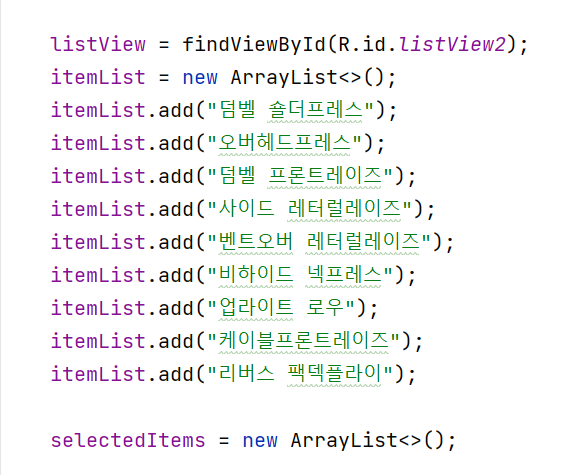 listView = findViewById(R.id.listView2);
itemList = new ArrayList<>();
itemList.add("덤벨 숄더프레스");
itemList.add("오버헤드프레스");
itemList.add("덤벨 프론트레이즈");
itemList.add("사이드 레터럴레이즈");
itemList.add("벤트오버 레터럴레이즈");
itemList.add("비하이드 넥프레스");
itemList.add("업라이트 로우");
itemList.add("케이블프론트레이즈");
itemList.add("리버스 팩덱플라이");
selectedItems = new ArrayList<>();